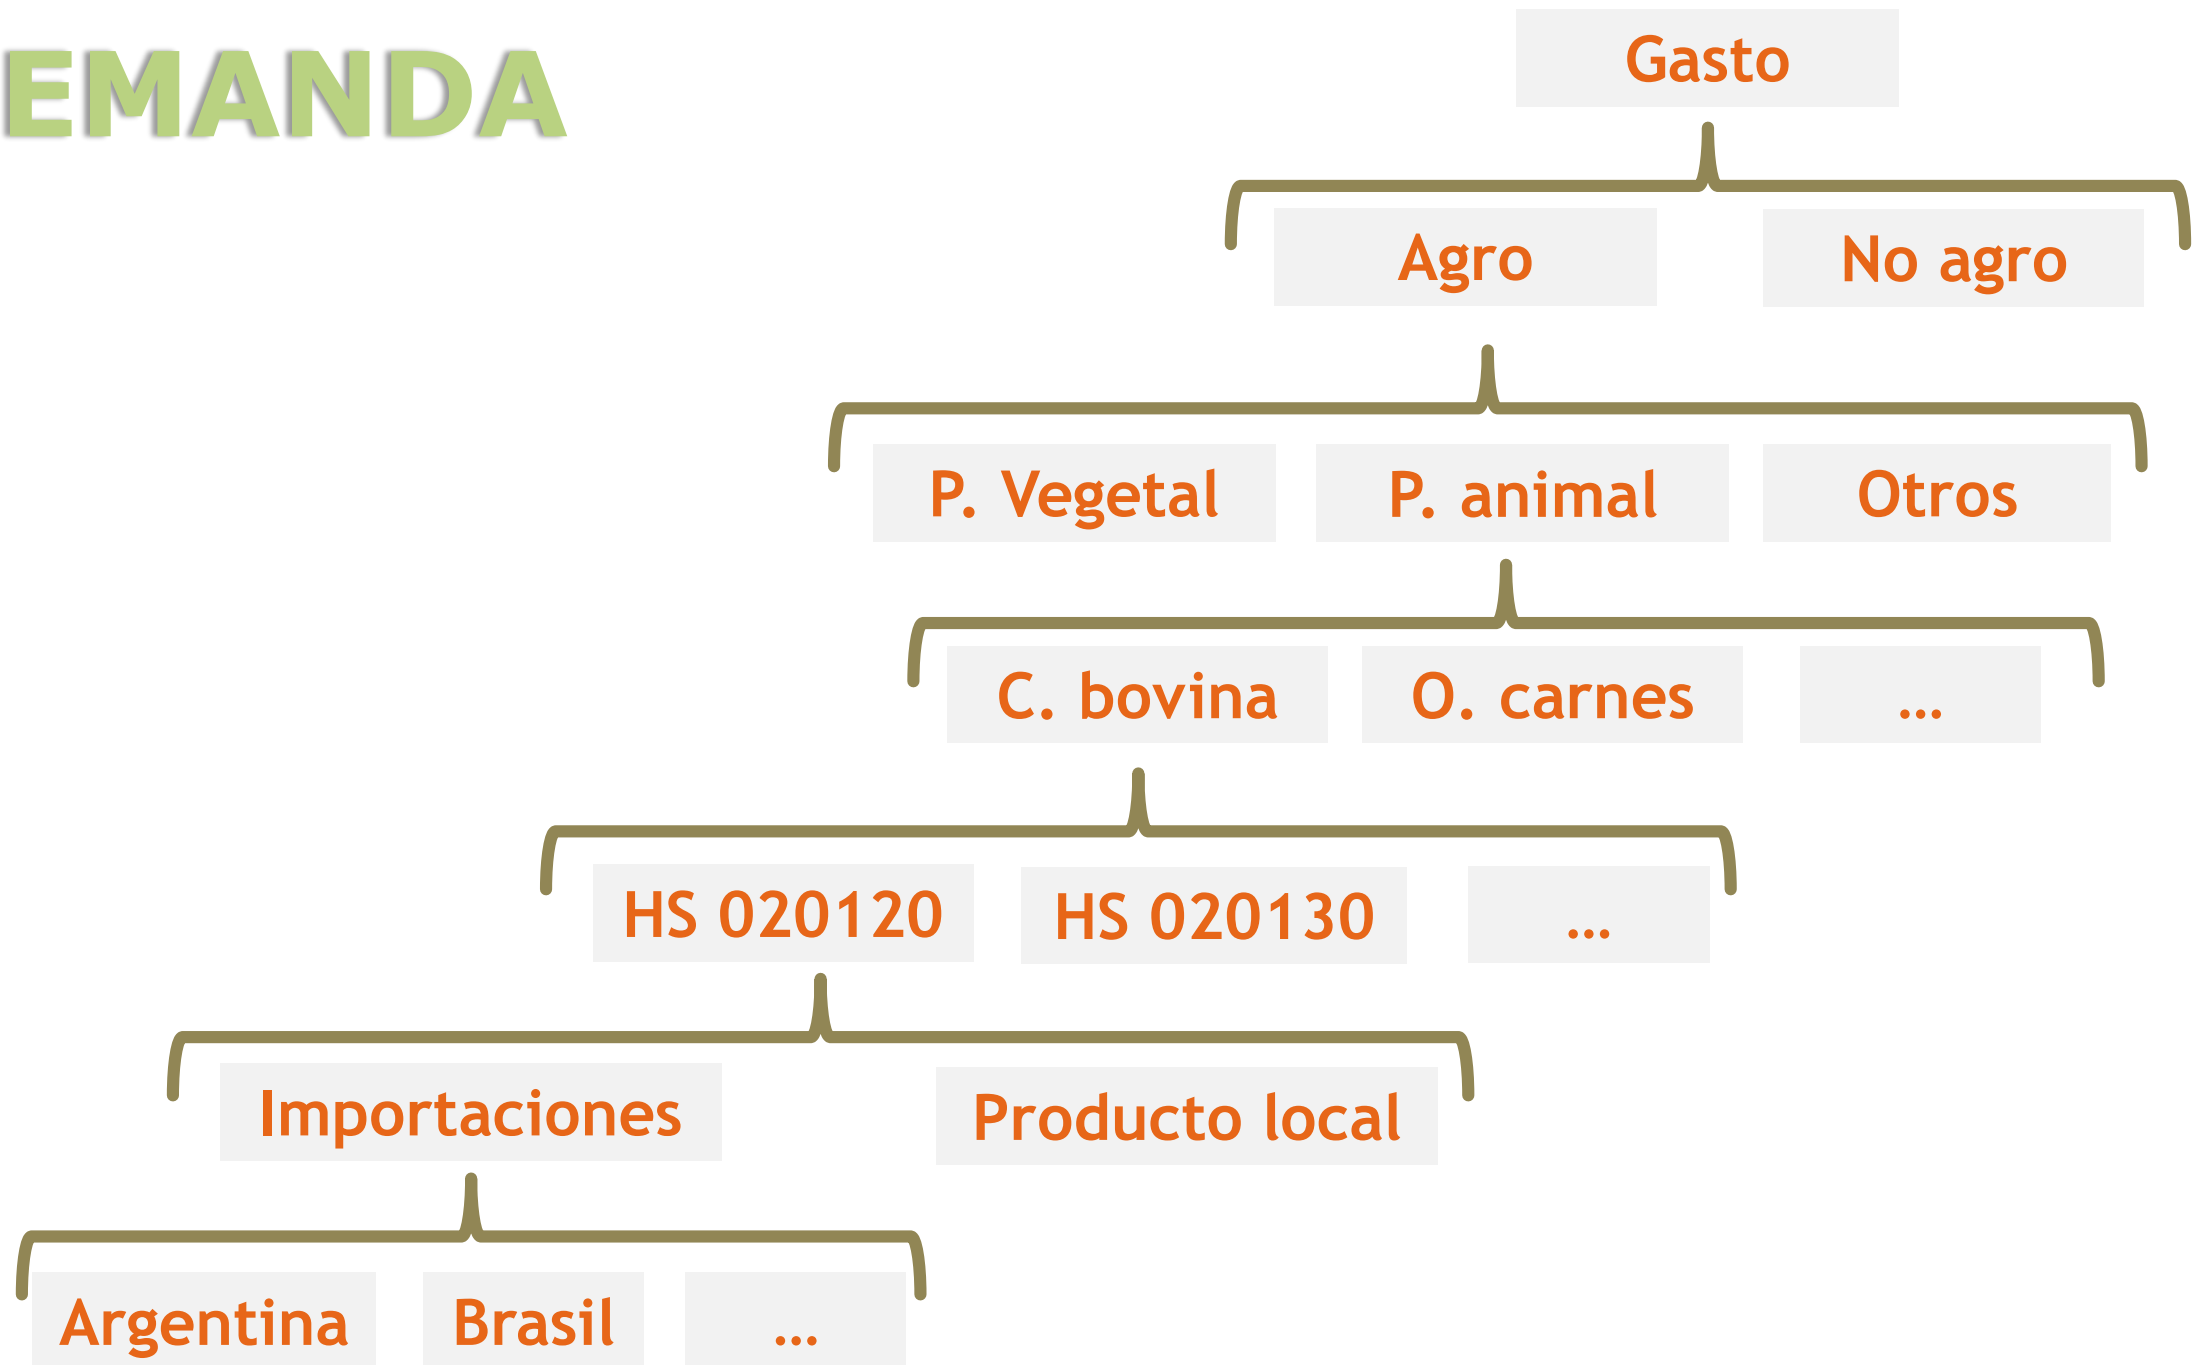 EMANDA
Gasto
Agro
No agro
P. Vegetal
P. animal
Otros
C. bovina
O. carnes
...
HS 020120
HS 020130
...
Importaciones
Producto local
Argentina
Brasil
...